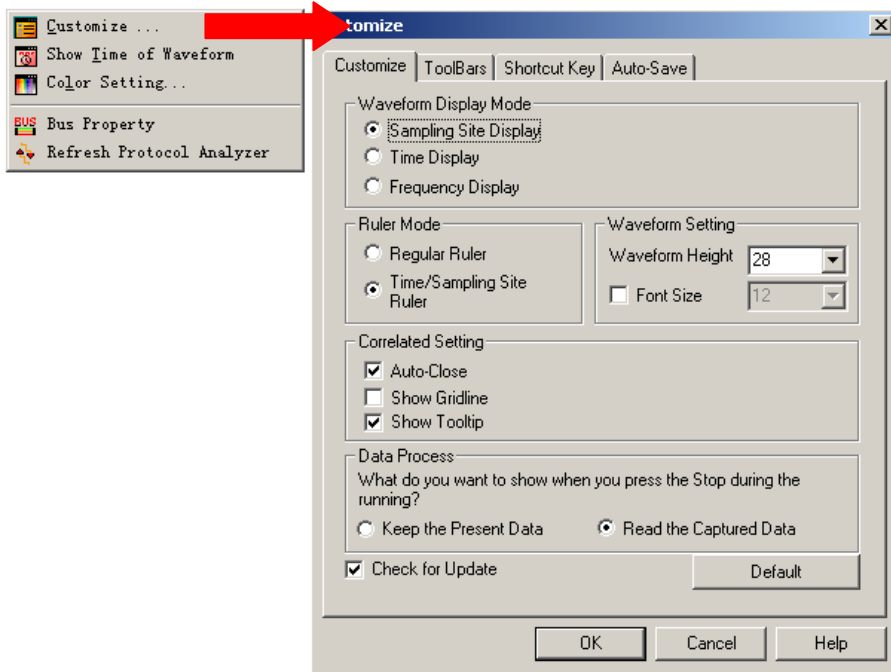 Customize ...
Show Time of Waveform
Color Setting...
BUS Bus Property
Refresh Protocol Analyzer
tomize
Customize ToolBars Shortcut Key Auto-Save
Waveform Display Mode
Sampling Site Display
Time Display
Frequency Display
Ruler Mode
Regular Ruler
Time/Sampling Site
Ruler
Waveform Setting
Waveform Height 28
Font Size 12
Correlated Setting
Auto-Close
Show Gridline
Show Tooltip
Data Process
What do you want to show when you press the Stop during the
running?
Keep the Present Data Read the Captured Data
Check for Update Default
OK Cancel Help